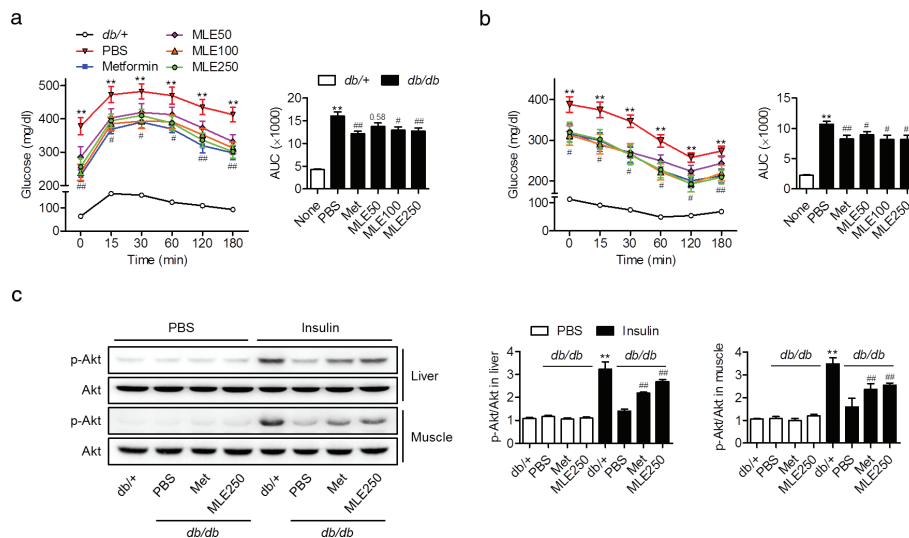 a
db/+
PBS
Metformin
MLE50
MLE100
MLE250
Glucose (mg/dl)
500
400
300
200
100
0
**
**
**
**
**
**
##
#
#
#
##
##
0 15 30 60 120 180
Time (min)
db/+ db/db
AUC (×1000)
20
15
10
5
0
** ## 0.58 # ##
None PBS Met MLE50 MLE100 MLE250
b
Glucose (mg/dl)
400
300
200
100
0
**
**
**
**
**
**
#
#
#
#
#
##
0 15 30 60 120 180
Time (min)
AUC (×1000)
20
15
10
5
0
** ## # # #
None PBS Met MLE50 MLE100 MLE250
c
PBS Insulin
p-Akt
Akt
Liver
p-Akt
Akt
Muscle
db/+ PBS Met MLE250 db/+ PBS Met MLE250
db/db db/db
PBS Insulin
p-Akt/Akt in liver
4
3
2
1
0
db/db ** db/db
## ##
db/+ PBS Met MLE250 db/+ PBS Met MLE250
p-Akt/Akt in muscle
4
3
2
1
0
db/db ** db/db
## ##
db/+ PBS Met MLE250 db/+ PBS Met MLE250